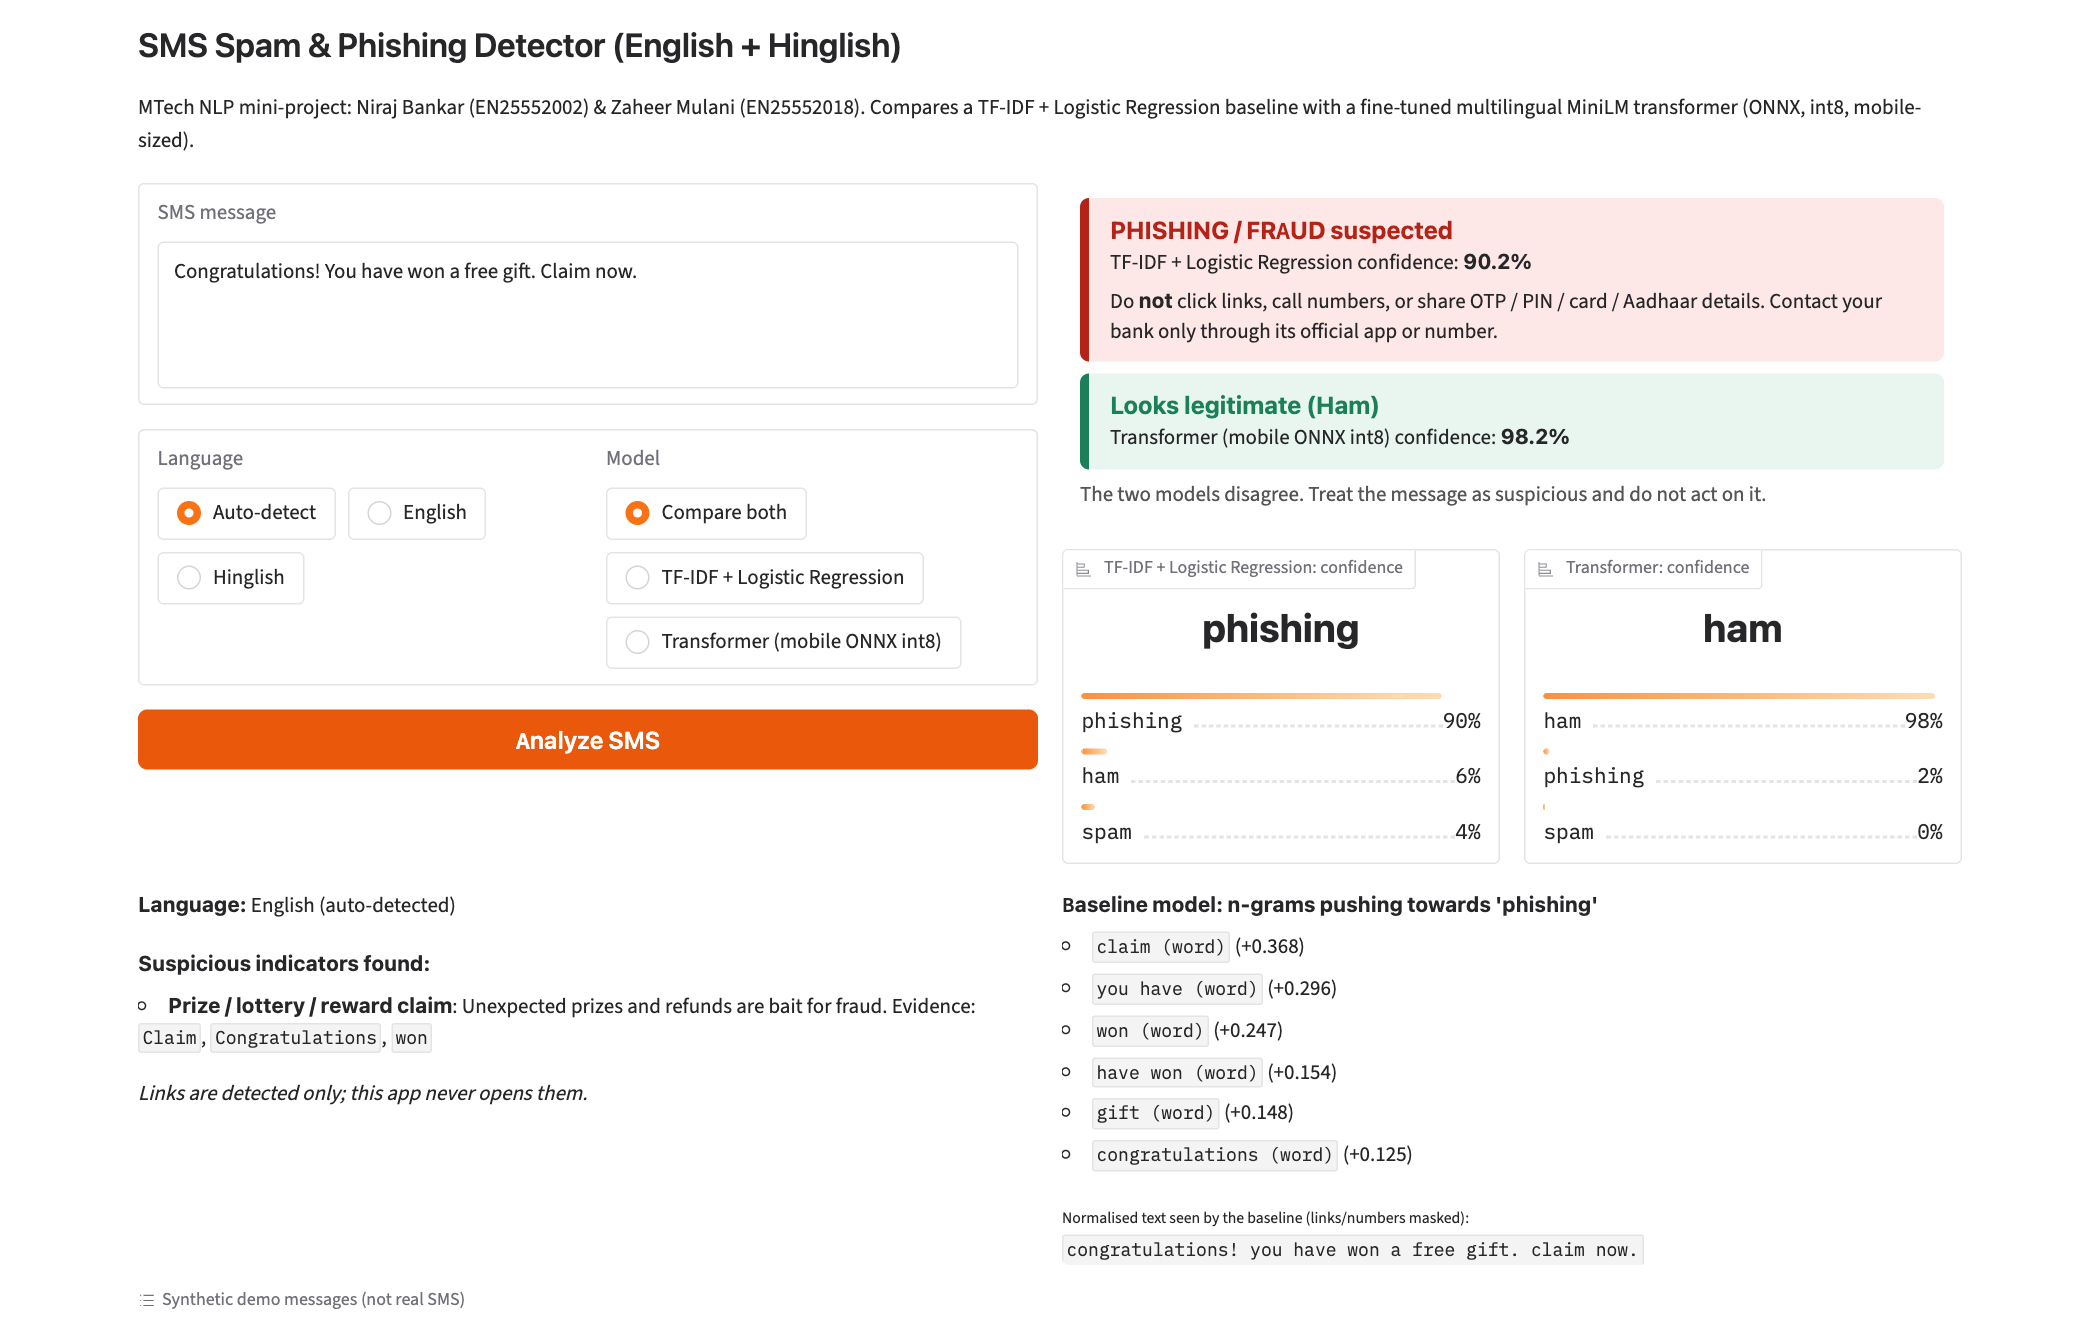 SMS Spam & Phishing Detector (English + Hinglish)
MTech NLP mini-project: Niraj Bankar (EN25552002) & Zaheer Mulani (EN25552018). Compares a TF-IDF + Logistic Regression baseline with a fine-tuned multilingual MiniLM transformer (ONNX, int8, mobile-
sized).
SMS message
Congratulations! You have won a free gift. Claim now.
Language
Auto-detect
English
Hinglish
Model
Compare both
TF-IDF + Logistic Regression
Transformer (mobile ONNX int8)
Analyze SMS
PHISHING / FRAUD suspected
TF-IDF + Logistic Regression confidence: 90.2%
Do not click links, call numbers, or share OTP / PIN / card / Aadhaar details. Contact your
bank only through its official app or number.
Looks legitimate (Ham)
Transformer (mobile ONNX int8) confidence: 98.2%
The two models disagree. Treat the message as suspicious and do not act on it.
TF-IDF + Logistic Regression: confidence
phishing
phishing 90%
ham 6%
spam 4%
Transformer: confidence
ham
ham 98%
phishing 2%
spam 0%
Language: English (auto-detected)
Suspicious indicators found:
Prize / lottery / reward claim: Unexpected prizes and refunds are bait for fraud. Evidence:
Claim, Congratulations, won
Links are detected only; this app never opens them.
Baseline model: n-grams pushing towards 'phishing'
claim (word) (+0.368)
you have (word) (+0.296)
won (word) (+0.247)
have won (word) (+0.154)
gift (word) (+0.148)
congratulations (word) (+0.125)
Normalised text seen by the baseline (links/numbers masked):
congratulations! you have won a free gift. claim now.
Synthetic demo messages (not real SMS)